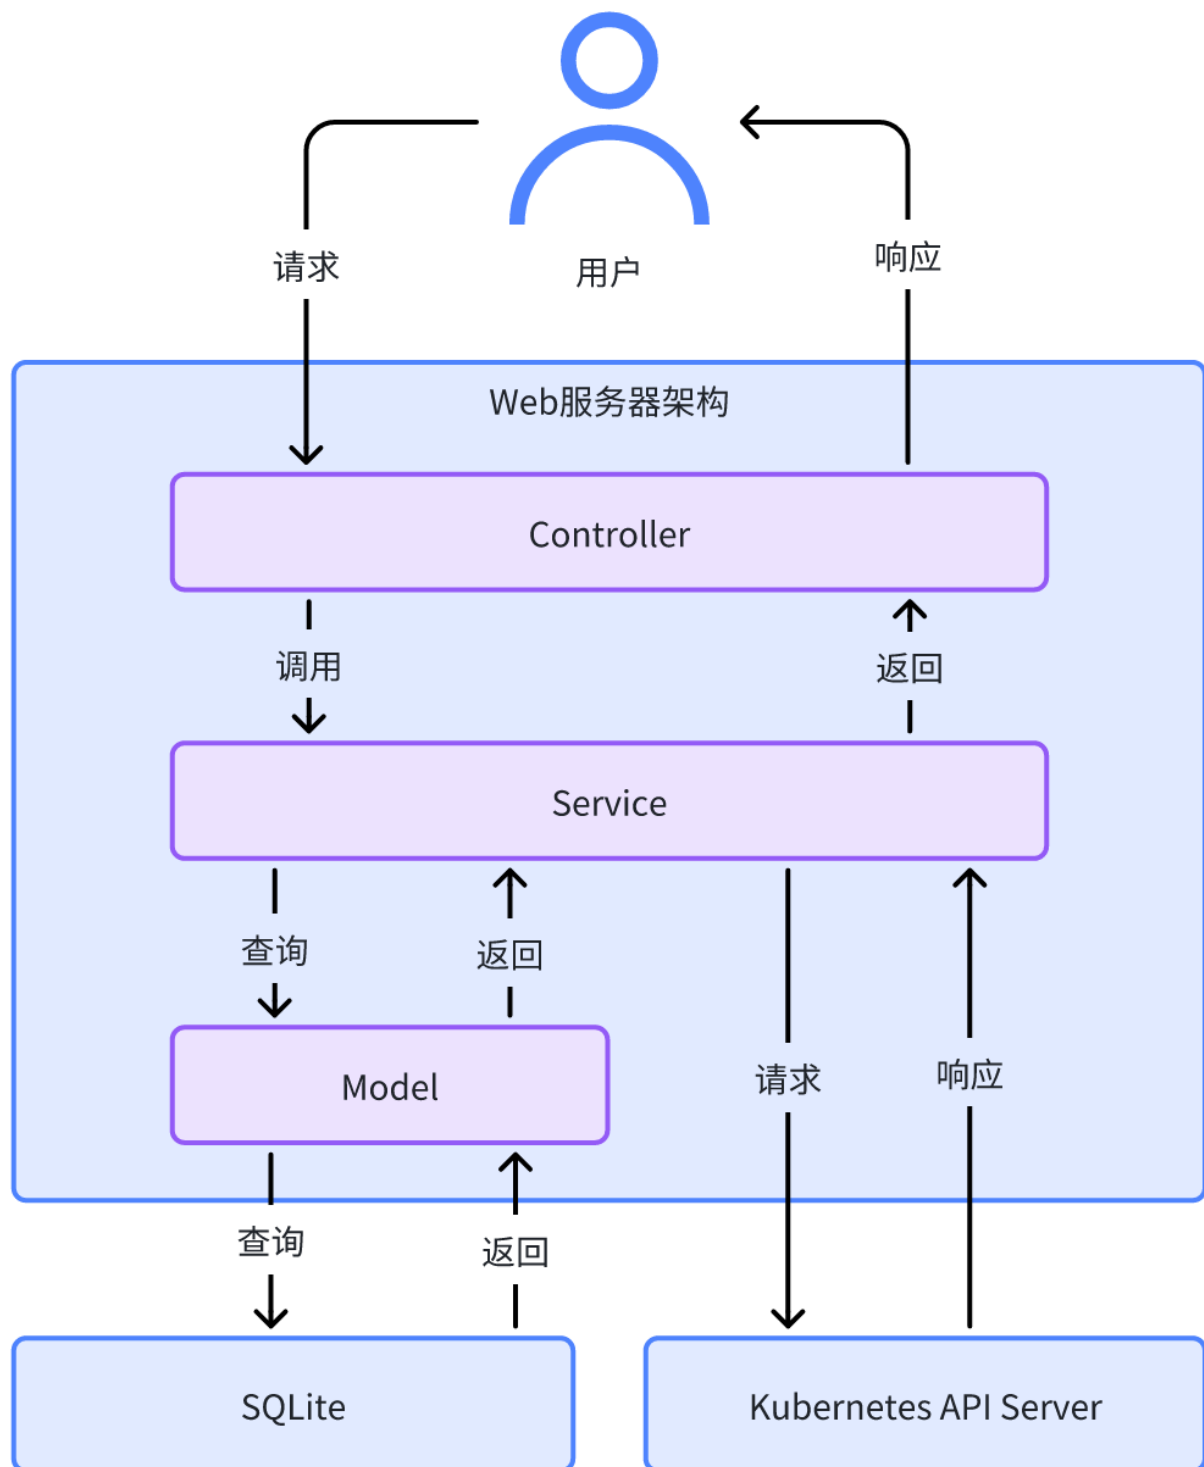 用户
请求
响应
Web服务器架构
Controller
调用
返回
Service
查询
返回
请求
响应
Model
查询
返回
SQLite
Kubernetes API Server